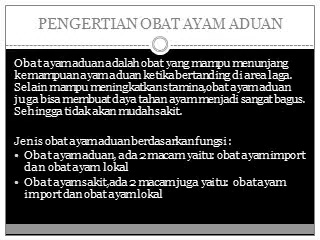 PENGERTIAN OBAT AYAM ADUAN
Obat ayam aduan adalah obat yang mampu menunjang
kemampuan ayam aduan ketika bertanding di area laga.
Selain mampu meningkatkan stamina,obat ayam aduan
juga bisa membuat daya tahan ayam menjadi sangat bagus.
Sehingga tidak akan mudah sakit.
Jenis obat ayam aduan berdasarkan fungsi :
• Obat ayam aduan, ada 2 macam yaitu: obat ayam import
dan obat ayam lokal
• Obat ayam sakit,ada 2 macam juga yaitu: obat ayam
import dan obat ayam lokal